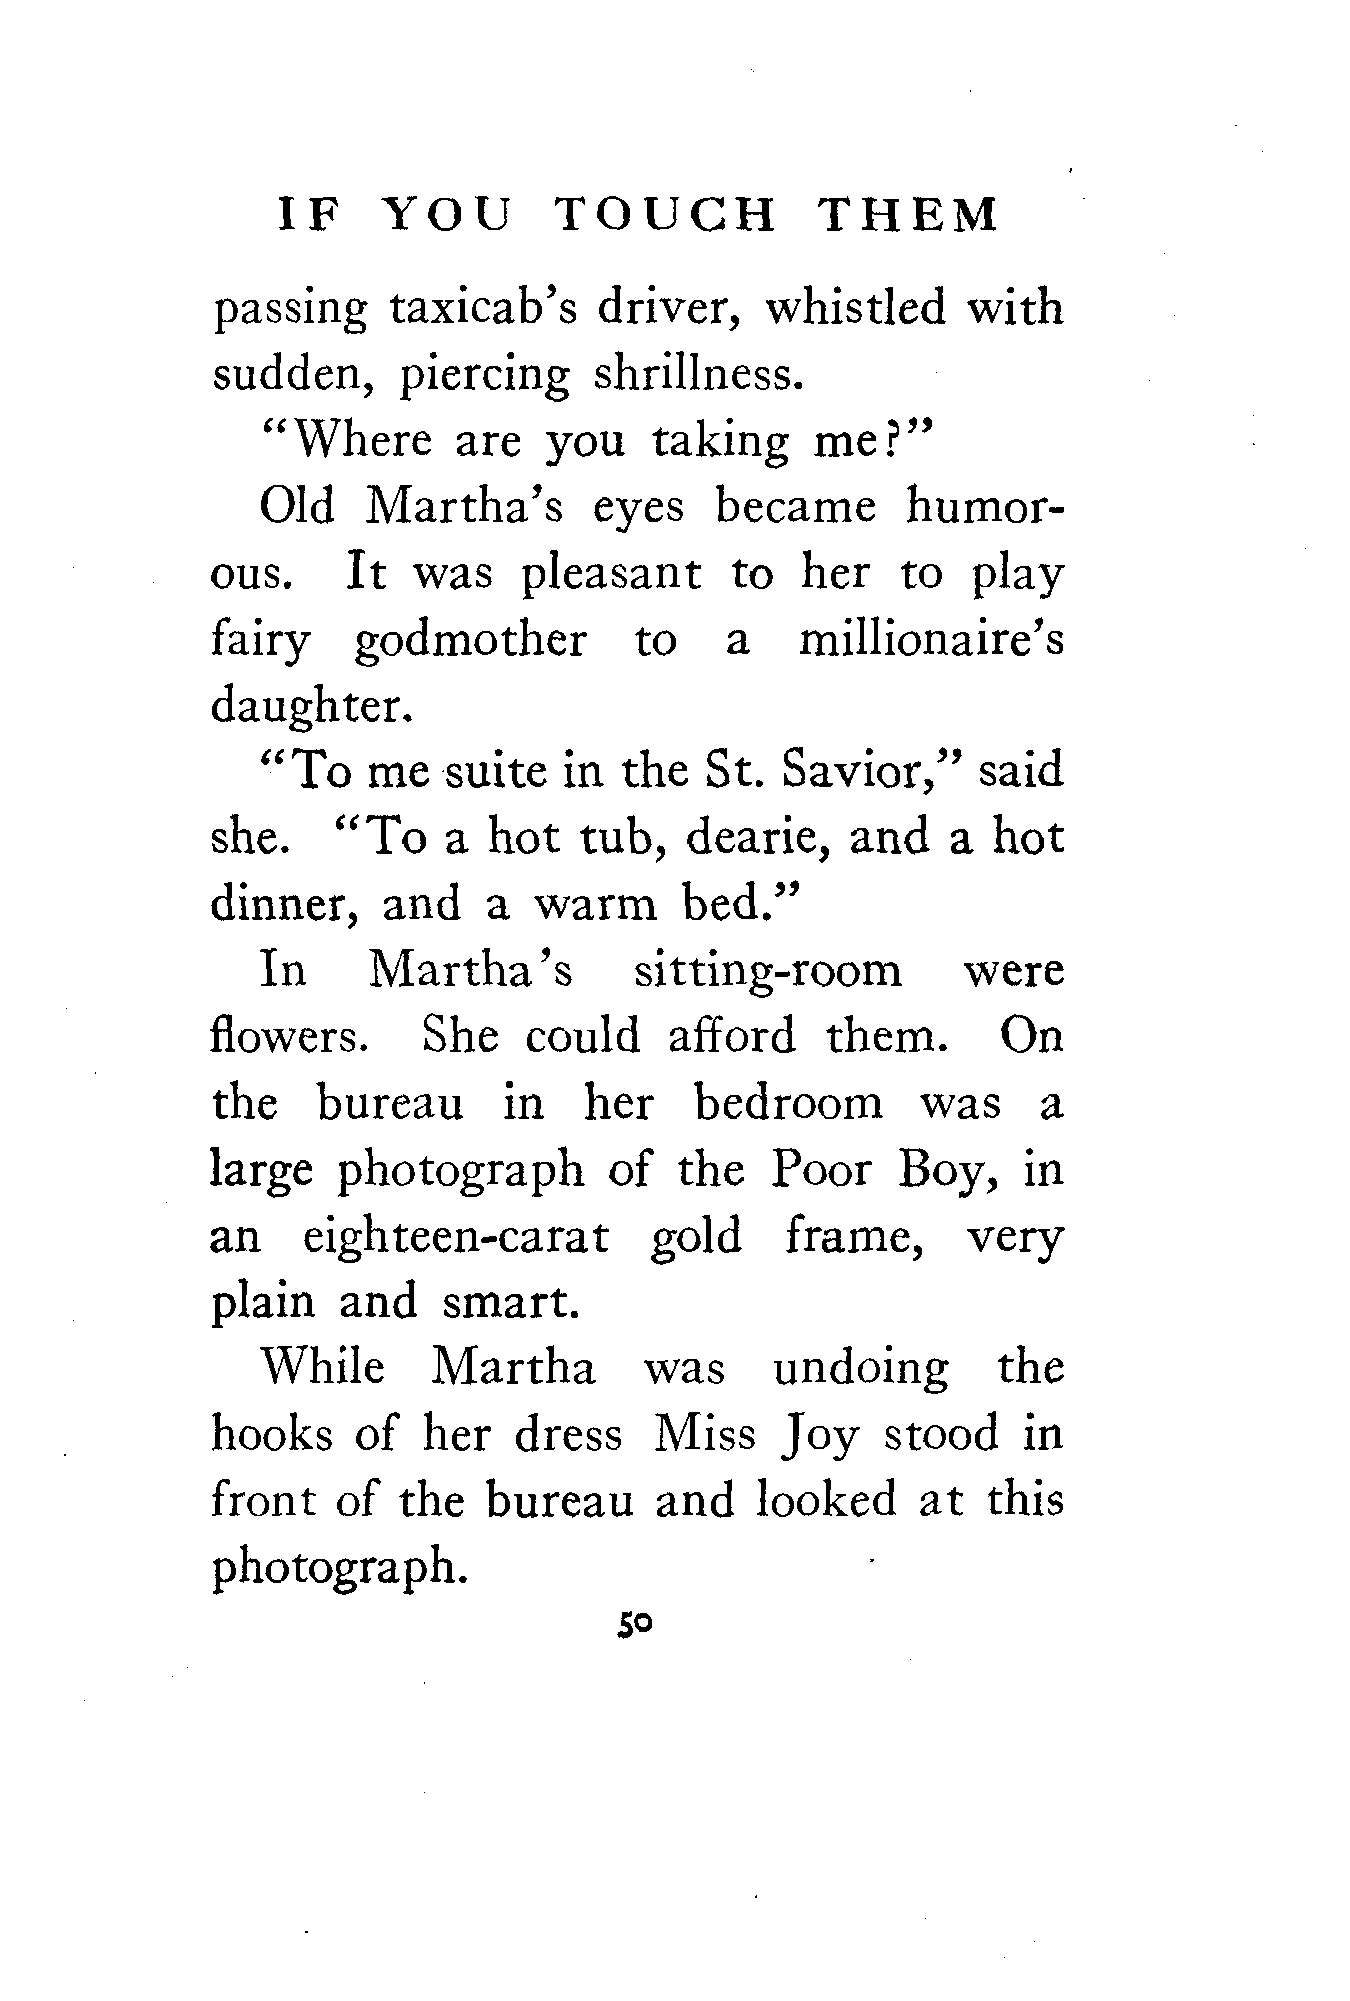 IF YOU TOUCH THEM
passing taxicab's driver, whistled with
sudden, piercing shrillness.
"Where are you taking me?"
Old Martha's eyes became humor-
ous. It was pleasant to her to play
fairy godmother to a millionaire's
daughter.
"To me suite in the St. Savior," said
she. "To a hot tub, dearie, and a hot
dinner, and a warm bed."
In Martha's sitting-room were
flowers. She could afford them. On
the bureau in her bedroom was a
large photograph of the Poor Boy, in
an eighteen-carat gold frame, very
plain and smart.
While Martha was undoing the
hooks of her dress Miss Joy stood in
front of the bureau and looked at this
photograph.
50